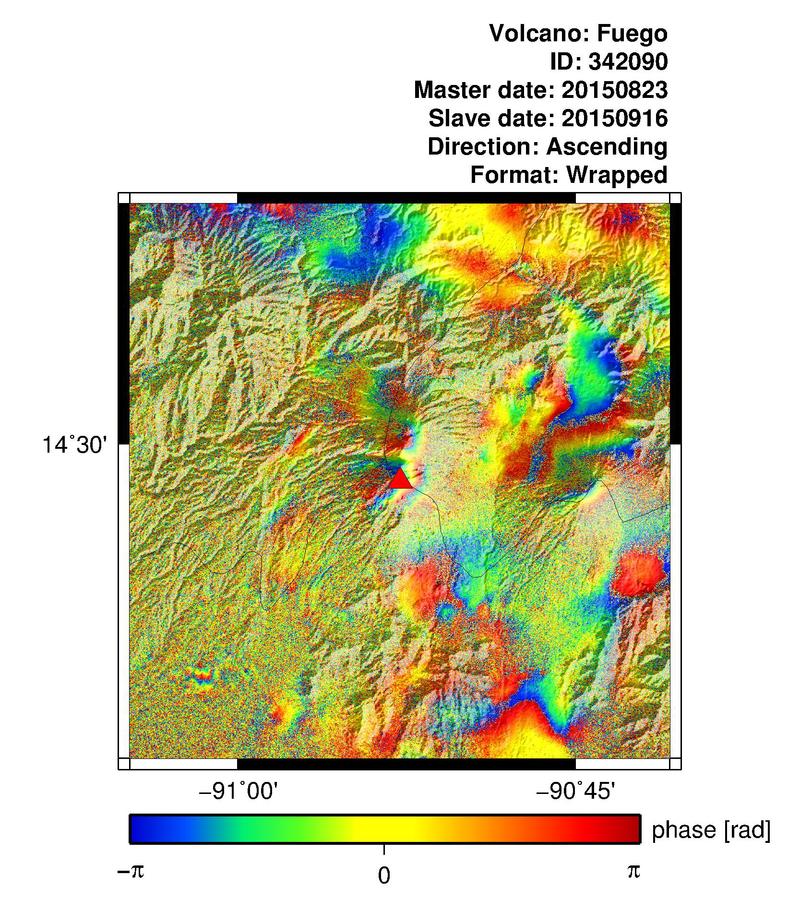 Volcano: Fuego
ID: 342090
Master date: 20150823
Slave date: 20150916
Direction: Ascending
Format: Wrapped
14˚30'
−91˚00'
−90˚45'
phase [rad]
−π
0
π